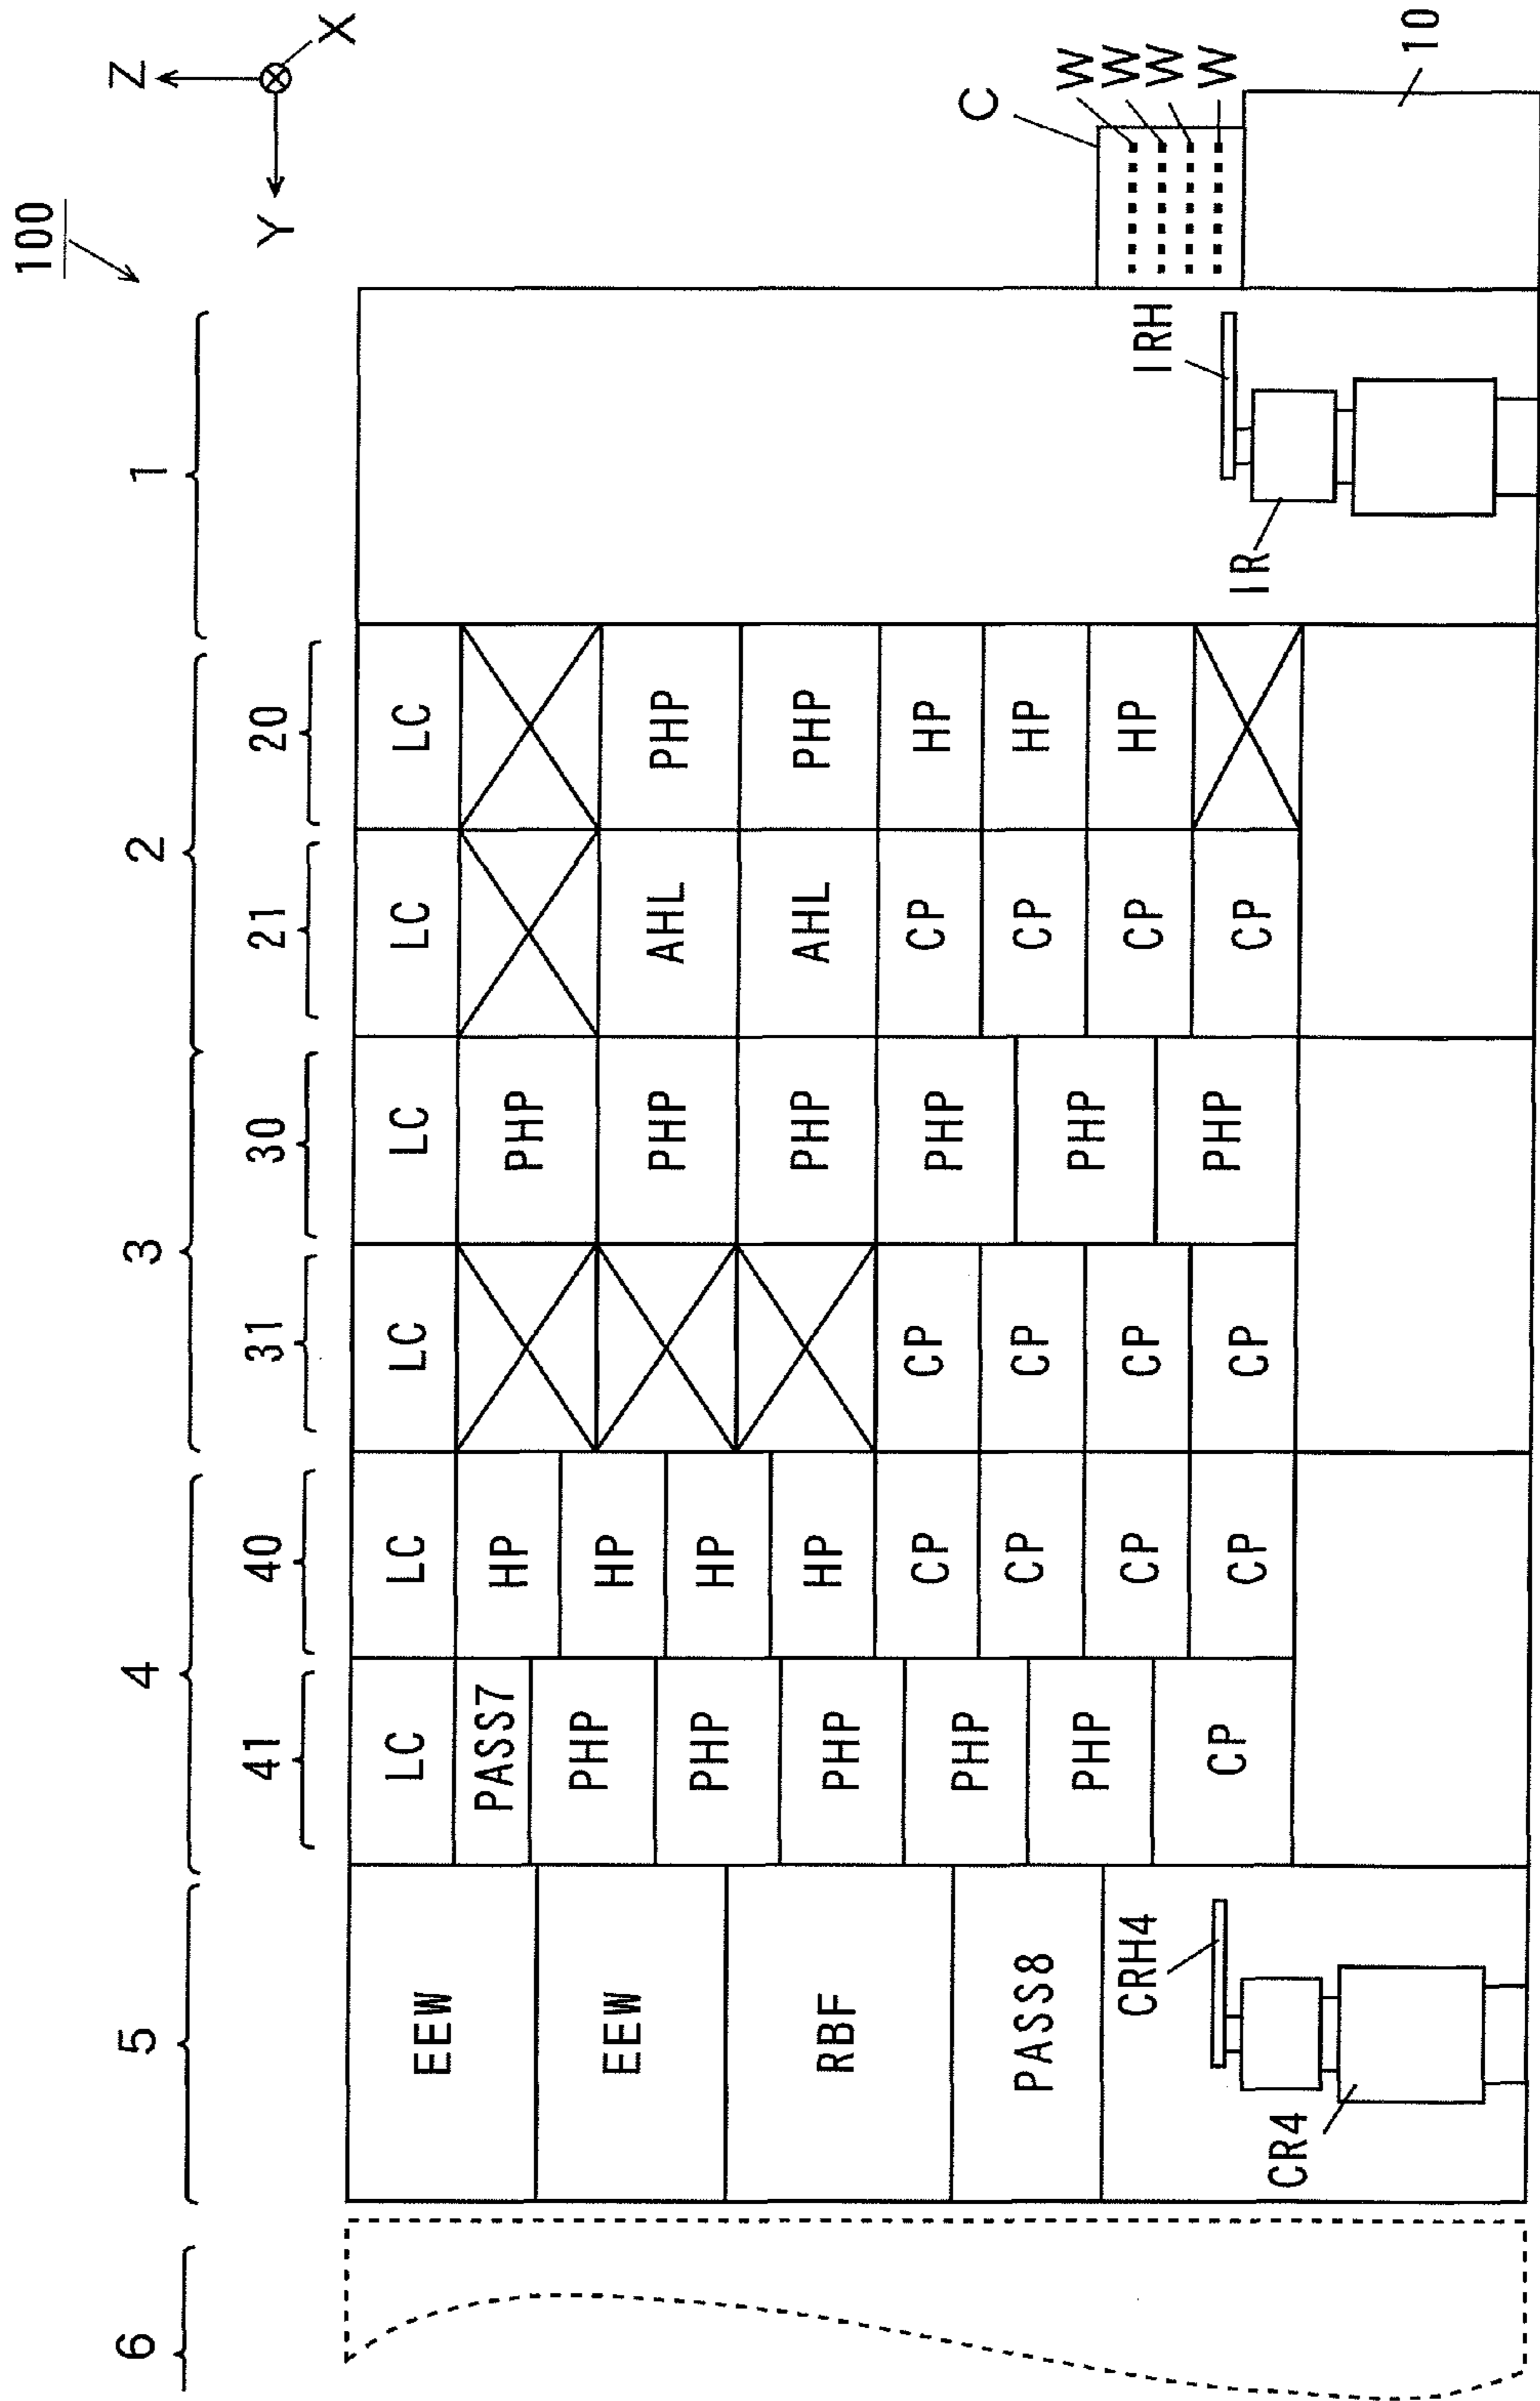 100
Z
X
Y
6
5
4
3
2
1
41
40
31
30
21
20
EEW
EEW
RBF
PASS8
CRH4
CR4
LC
PASS7
PHP
PHP
PHP
PHP
PHP
CP
LC
HP
HP
HP
HP
CP
CP
CP
CP
LC
CP
CP
CP
CP
LC
PHP
PHP
PHP
PHP
PHP
PHP
LC
AHL
AHL
CP
CP
CP
CP
LC
PHP
PHP
HP
HP
HP
IRH
IR
C
W
W
W
W
10